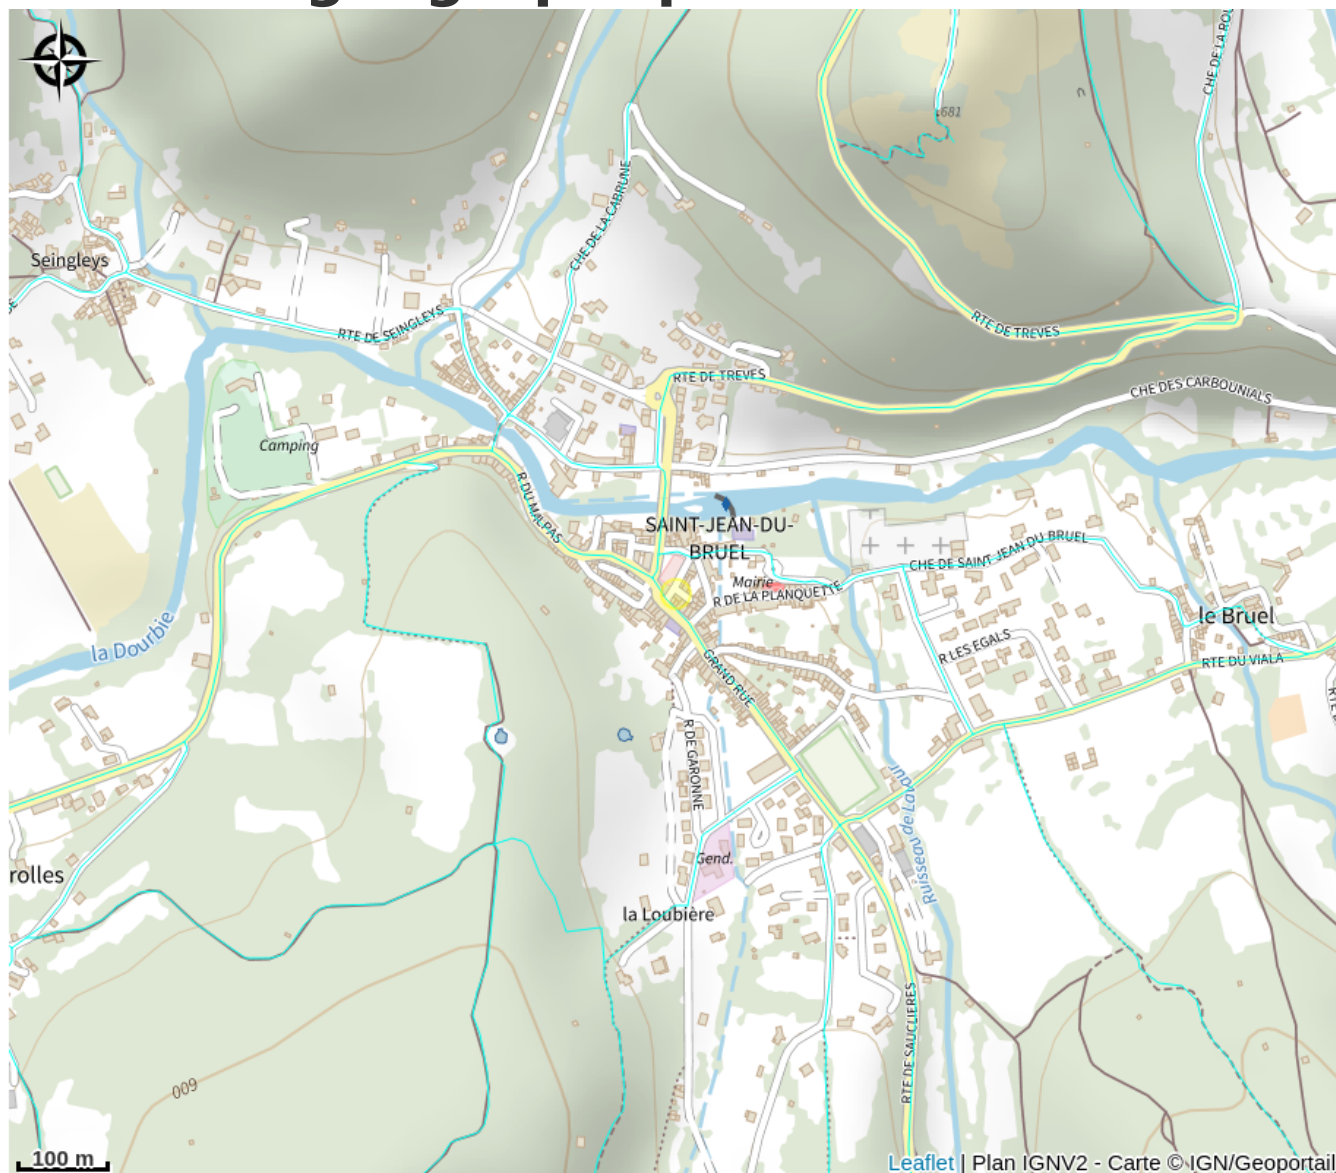 681
CHE DE LA CABRUNE
Seingleys
RTE DE SEINGLEYS
RTE DE TREVES
RTE DE TREVES
CHE DES CARBOUNIALS
Camping
R DU MALPAS
SAINT-JEAN-DU-
BRUEL
CHE DE SAINT JEAN DU BRUEL
Mairie
R DE LA PLANQUETTE
le Bruel
la Dourbie
R LES EGALS
RTE DU VIALA
GRAND RUE
R DE GARONNE
Ruisseau de Lavaur
Gend.
rolles
la Loubière
RTE DE SAUCLIERES
600
100 m
Leaflet | Plan IGNV2 - Carte © IGN/Geoportail